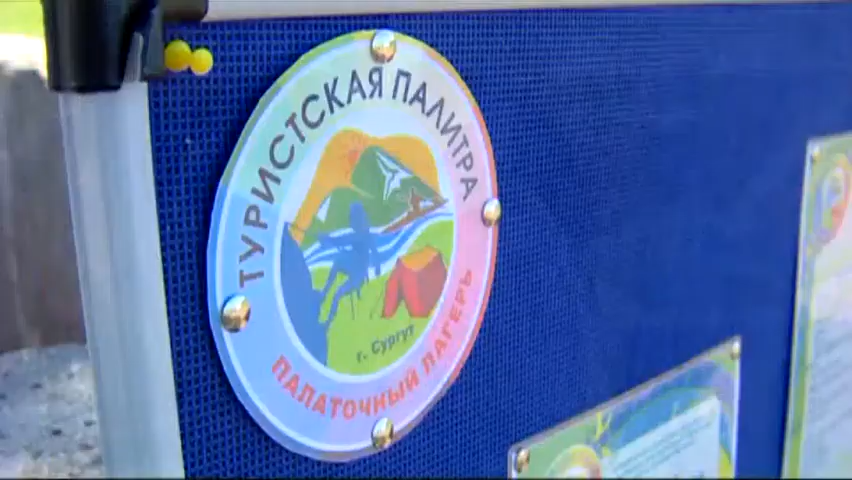 ТУРИСТСКАЯ ПАЛИТРА
г. Сургут
ПАЛАТОЧНЫЙ ЛАГЕРЬ